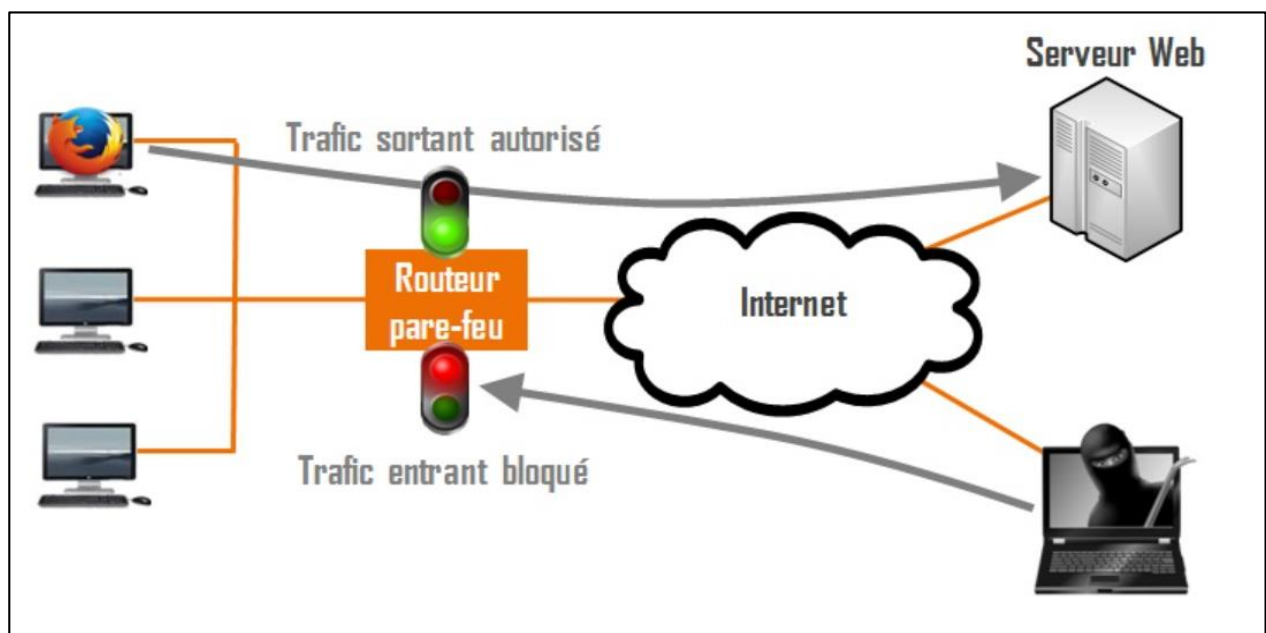 Serveur Web
Trafic sortant autorisé
Routeur
pare-feu
Internet
Trafic entrant bloqué